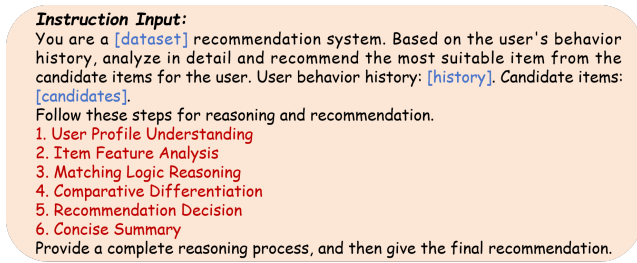 Instruction Input:
You are a [dataset] recommendation system. Based on the user's behavior
history, analyze in detail and recommend the most suitable item from the
candidate items for the user. User behavior history: [history]. Candidate items:
[candidates].
Follow these steps for reasoning and recommendation.
1. User Profile Understanding
2. Item Feature Analysis
3. Matching Logic Reasoning
4. Comparative Differentiation
5. Recommendation Decision
6. Concise Summary
Provide a complete reasoning process, and then give the final recommendation.